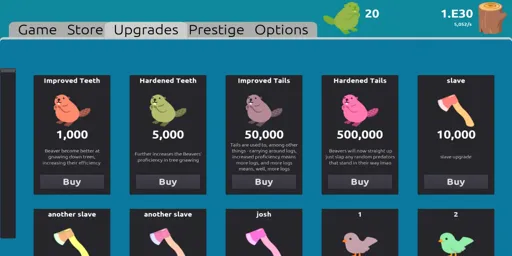 20
1.E30
5,052/s
Game Store Upgrades Prestige Options
Improved Teeth
1,000
Beaver become better at
gnawing down trees,
increasing their efficiency
Buy
Hardened Teeth
5,000
Further increases the Beavers'
proficiency in tree gnawing
Buy
Improved Tails
50,000
Tails are used to, among other
things - carrying around logs,
increased proficiency means
more logs, and more logs
means, well, more logs
Buy
Hardened Tails
500,000
Beavers will now straight up
just slap any random predators
that stand in their way/paws
Buy
slave
10,000
slave upgrade
Buy
another slave
another slave
josh
1
2